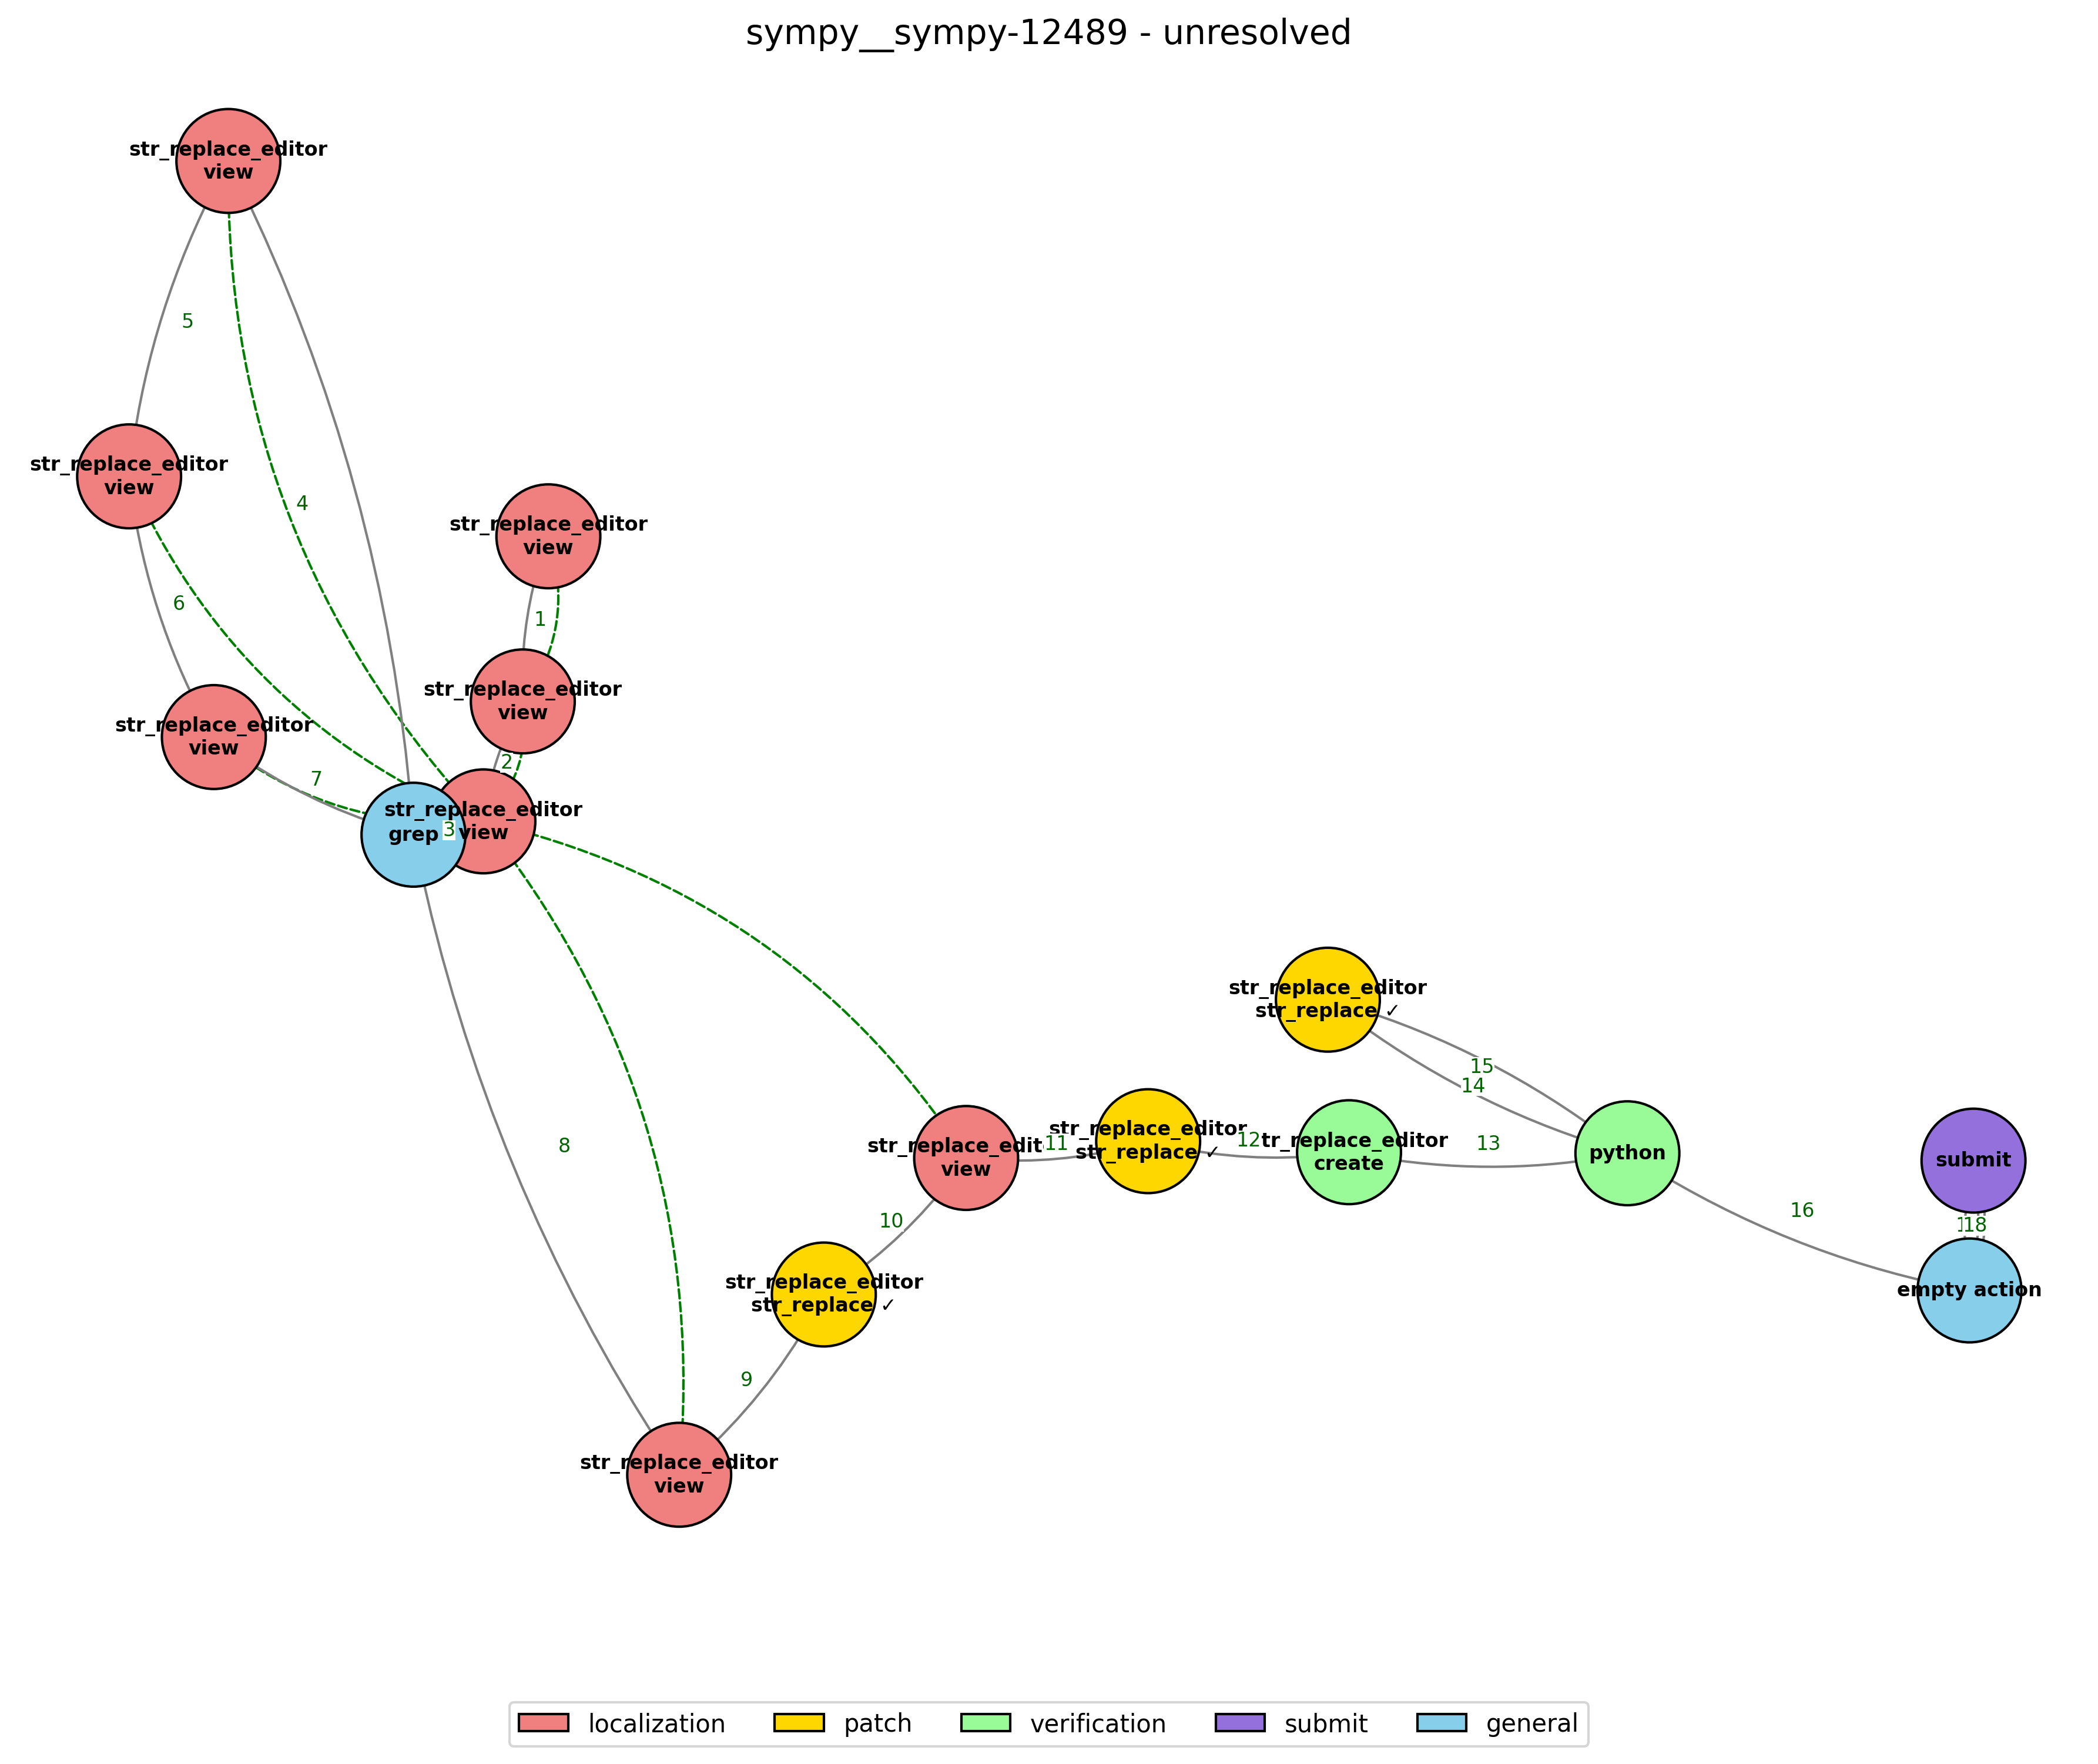 sympy__sympy-12489 - unresolved
str_replace_editor
view
5
4
str_replace_editor
view
str_replace_editor
view
6
1
str_replace_editor
view
str_replace_editor
view
2
7
str_replace_editor
view
grep
3
8
str_replace_editor
str_replace ✓
15
14
str_replace_edit
view
11
str_replace_editor
str_replace ✓
12
tr_replace_editor
create
13
python
submit
16
18
empty action
10
str_replace_editor
str_replace ✓
9
str_replace_editor
view
localization
patch
verification
submit
general